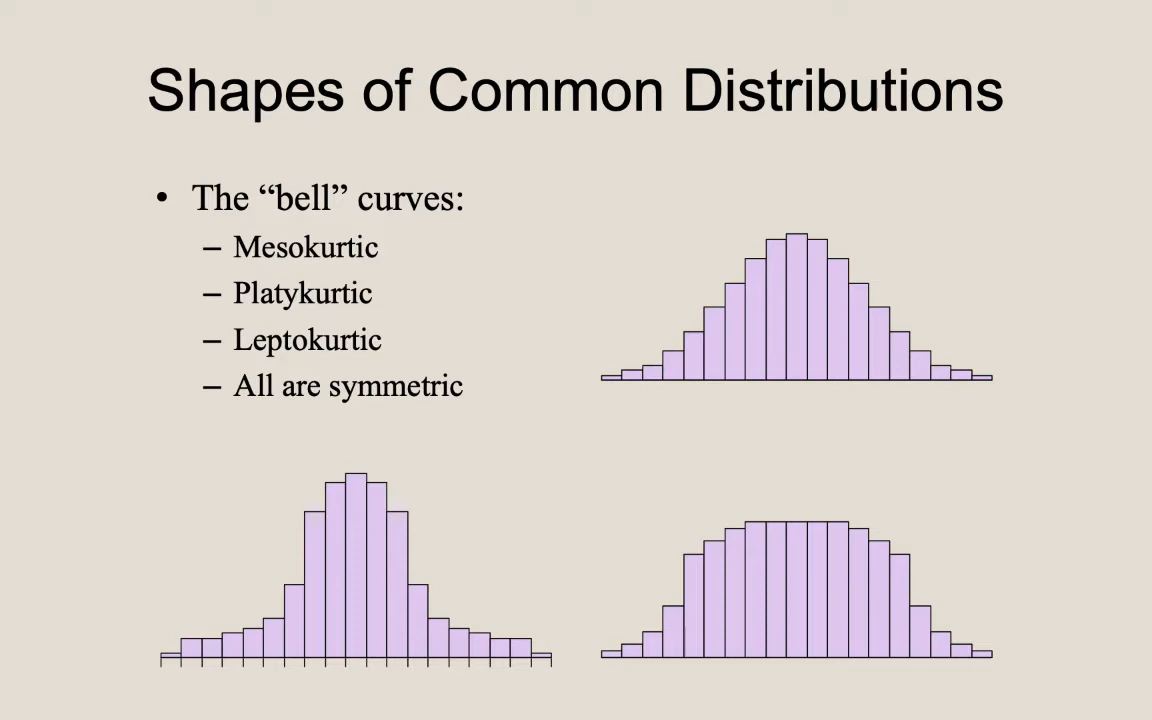 Shapes of Common Distributions
• The “bell” curves:
– Mesokurtic
– Platykurtic
– Leptokurtic
– All are symmetric